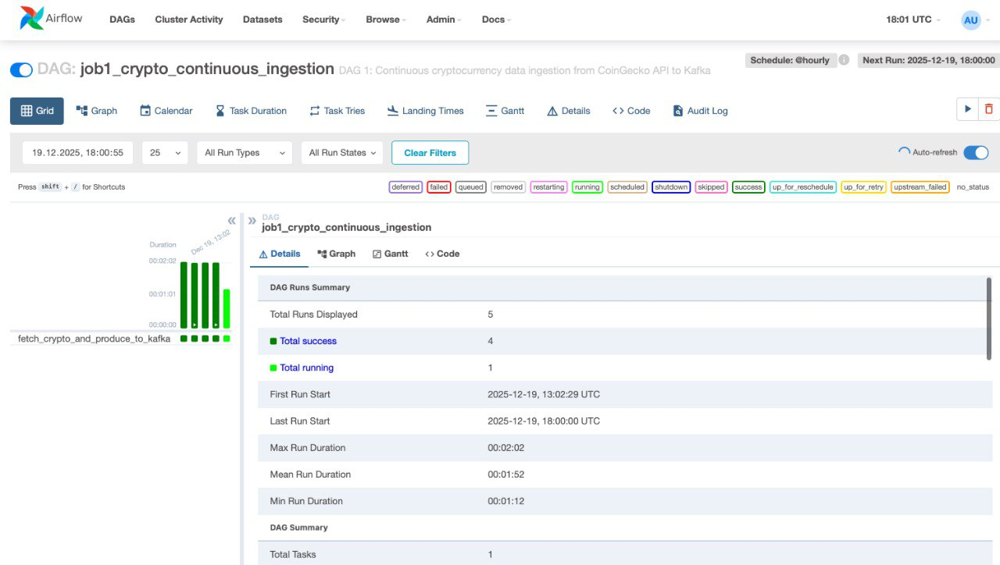 Airflow DAGs Cluster Activity Datasets Security Browse Admin Docs 18:01 UTC AU
DAG: job1_crypto_continuous_ingestion DAG 1: Continuous cryptocurrency data ingestion from CoinGecko API to Kafka Schedule: @hourly i Next Run: 2025-12-19, 18:00:00
Grid Graph Calendar Task Duration Task Tries Landing Times Gantt Details Code Audit Log
19.12.2025, 18:00:55 25 All Run Types All Run States Clear Filters Auto-refresh
Press shift + / for Shortcuts deferred failed queued removed restarting running scheduled shutdown skipped success up_for_reschedule up_for_retry upstream_failed no_status
DAG
job1_crypto_continuous_ingestion
Duration Dec 19, 13:02
00:02:02
00:01:01
00:00:00
fetch_crypto_and_produce_to_kafka
Details Graph Gantt Code
DAG Runs Summary
Total Runs Displayed 5
Total success 4
Total running 1
First Run Start 2025-12-19, 13:02:29 UTC
Last Run Start 2025-12-19, 18:00:00 UTC
Max Run Duration 00:02:02
Mean Run Duration 00:01:52
Min Run Duration 00:01:12
DAG Summary
Total Tasks 1